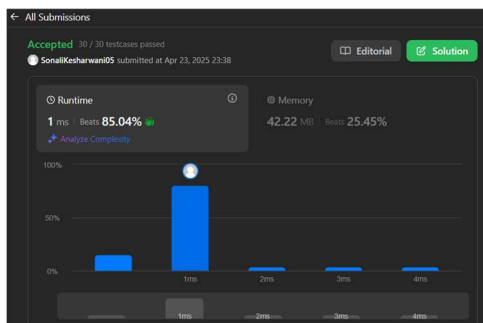 ← All Submissions
Accepted 30 / 30 testcases passed
SonaliKesharwani05 submitted at Apr 23, 2025 23:38
Editorial
Solution
Runtime
1 ms | Beats 85.04%
Analyze Complexity
Memory
42.22 MB | Beats 25.45%
100%
50%
0%
1ms 2ms 3ms 4ms
1ms 2ms 3ms 4ms